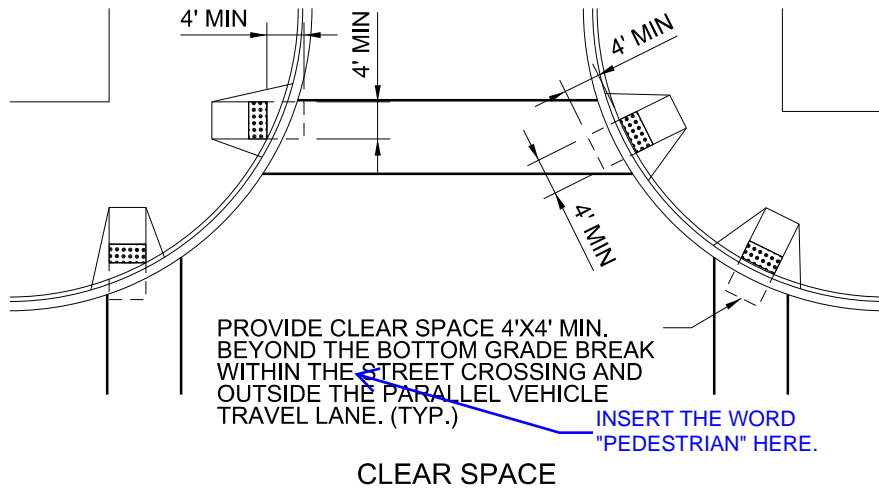 4' MIN
4' MIN
4' MIN
4' MIN
PROVIDE CLEAR SPACE 4'X4' MIN.
BEYOND THE BOTTOM GRADE BREAK
WITHIN THE STREET CROSSING AND
OUTSIDE THE PARALLEL VEHICLE
TRAVEL LANE. (TYP.)
INSERT THE WORD
"PEDESTRIAN" HERE.
CLEAR SPACE